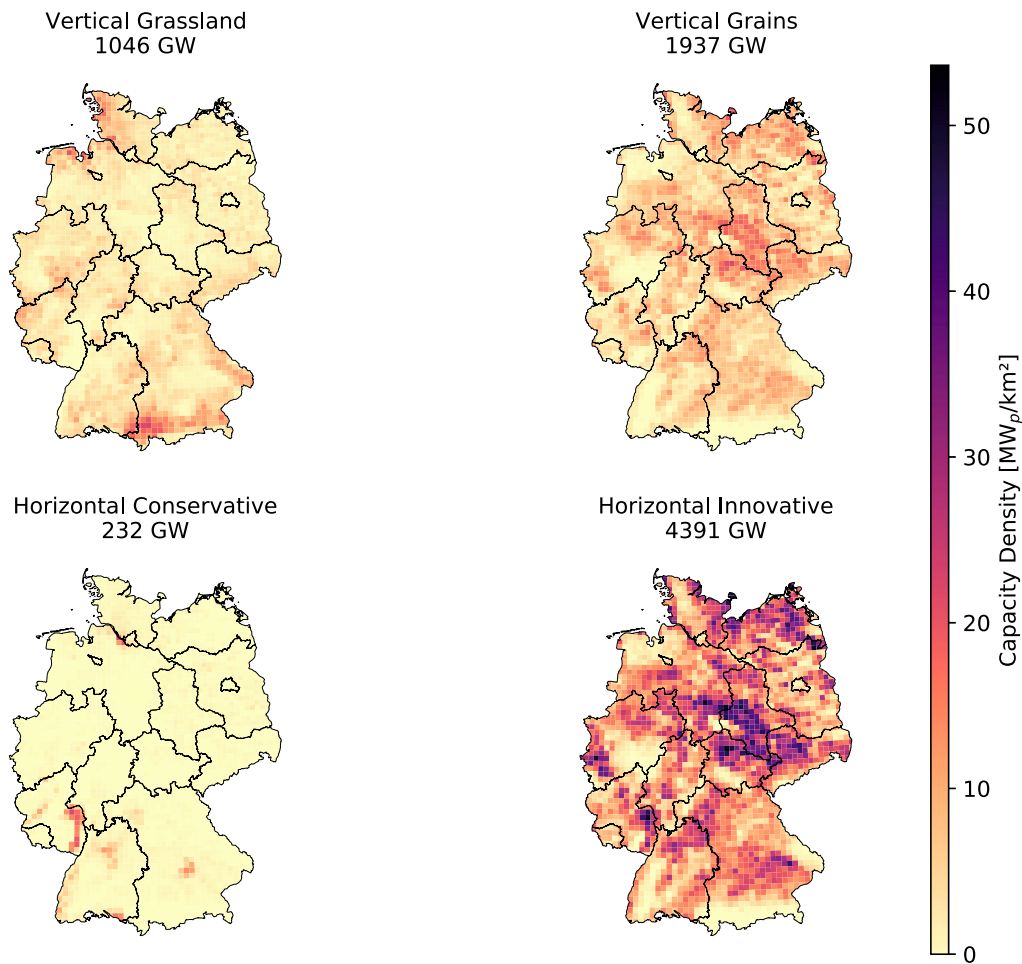 Vertical Grassland
1046 GW
Vertical Grains
1937 GW
Horizontal Conservative
232 GW
Horizontal Innovative
4391 GW
50
40
30
20
10
0
Capacity Density [MWₚ/km²]